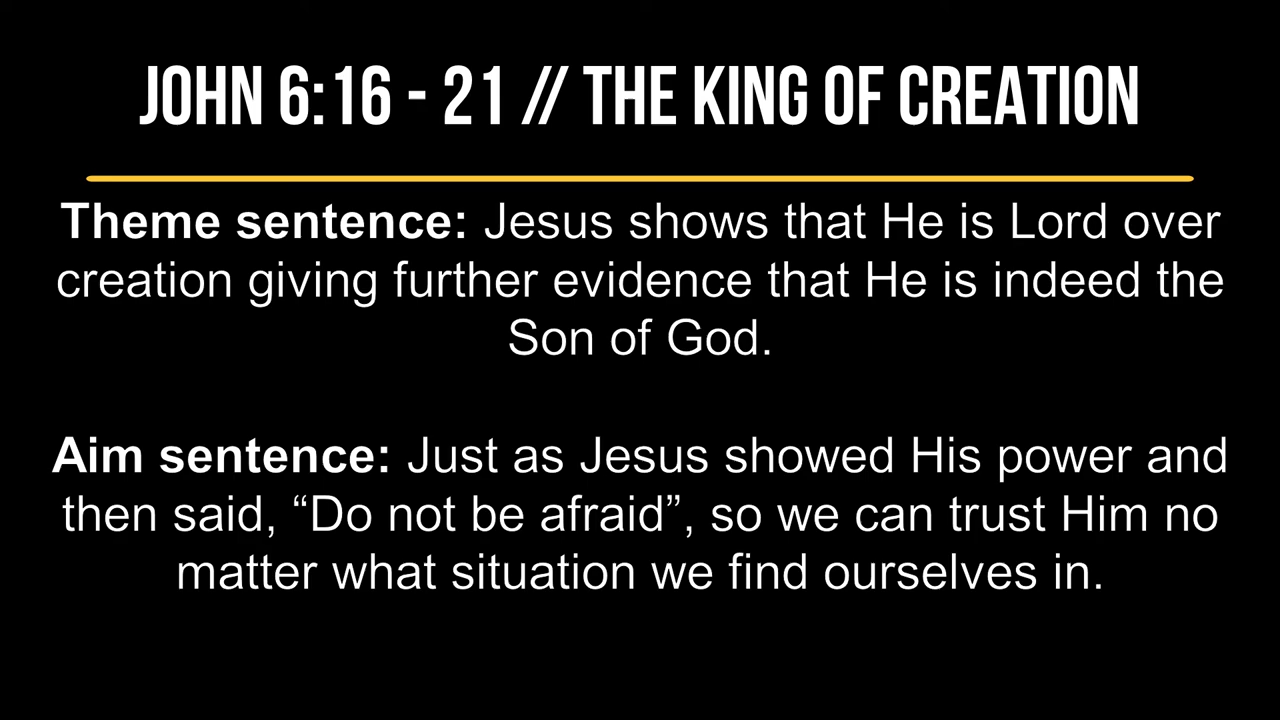 JOHN 6:16 - 21 // THE KING OF CREATION
Theme sentence: Jesus shows that He is Lord over
creation giving further evidence that He is indeed the
Son of God.
Aim sentence: Just as Jesus showed His power and
then said, “Do not be afraid”, so we can trust Him no
matter what situation we find ourselves in.